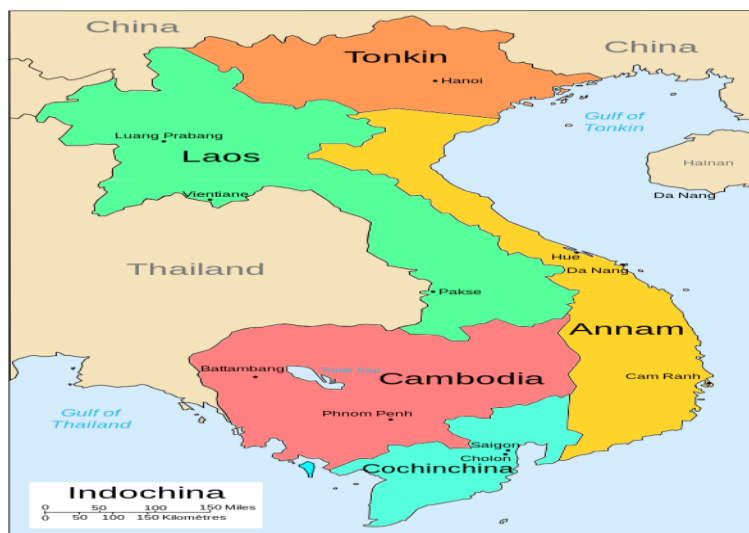 China
Tonkin
China
Hanoi
Gulf of
Tonkin
Luang Prabang
Laos
Hainan
Vientiane
Da Nang
Hue
Thailand
Da Nang
Pakse
Annam
Battambang
Tonle Sap
Cambodia
Cam Ranh
Gulf of
Thailand
Phnom Penh
Saigon
Cholon
Cochinchina
Indochina
0 50 100 150 Miles
0 50 100 150 Kilomètres